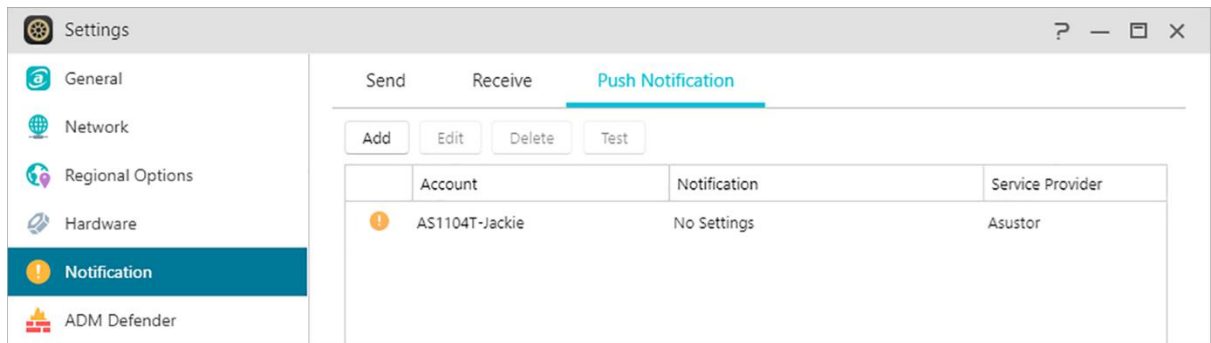 Settings
General
Network
Regional Options
Hardware
Notification
ADM Defender
Send Receive Push Notification
Add Edit Delete Test
Account Notification Service Provider
AS1104T-Jackie No Settings Asustor